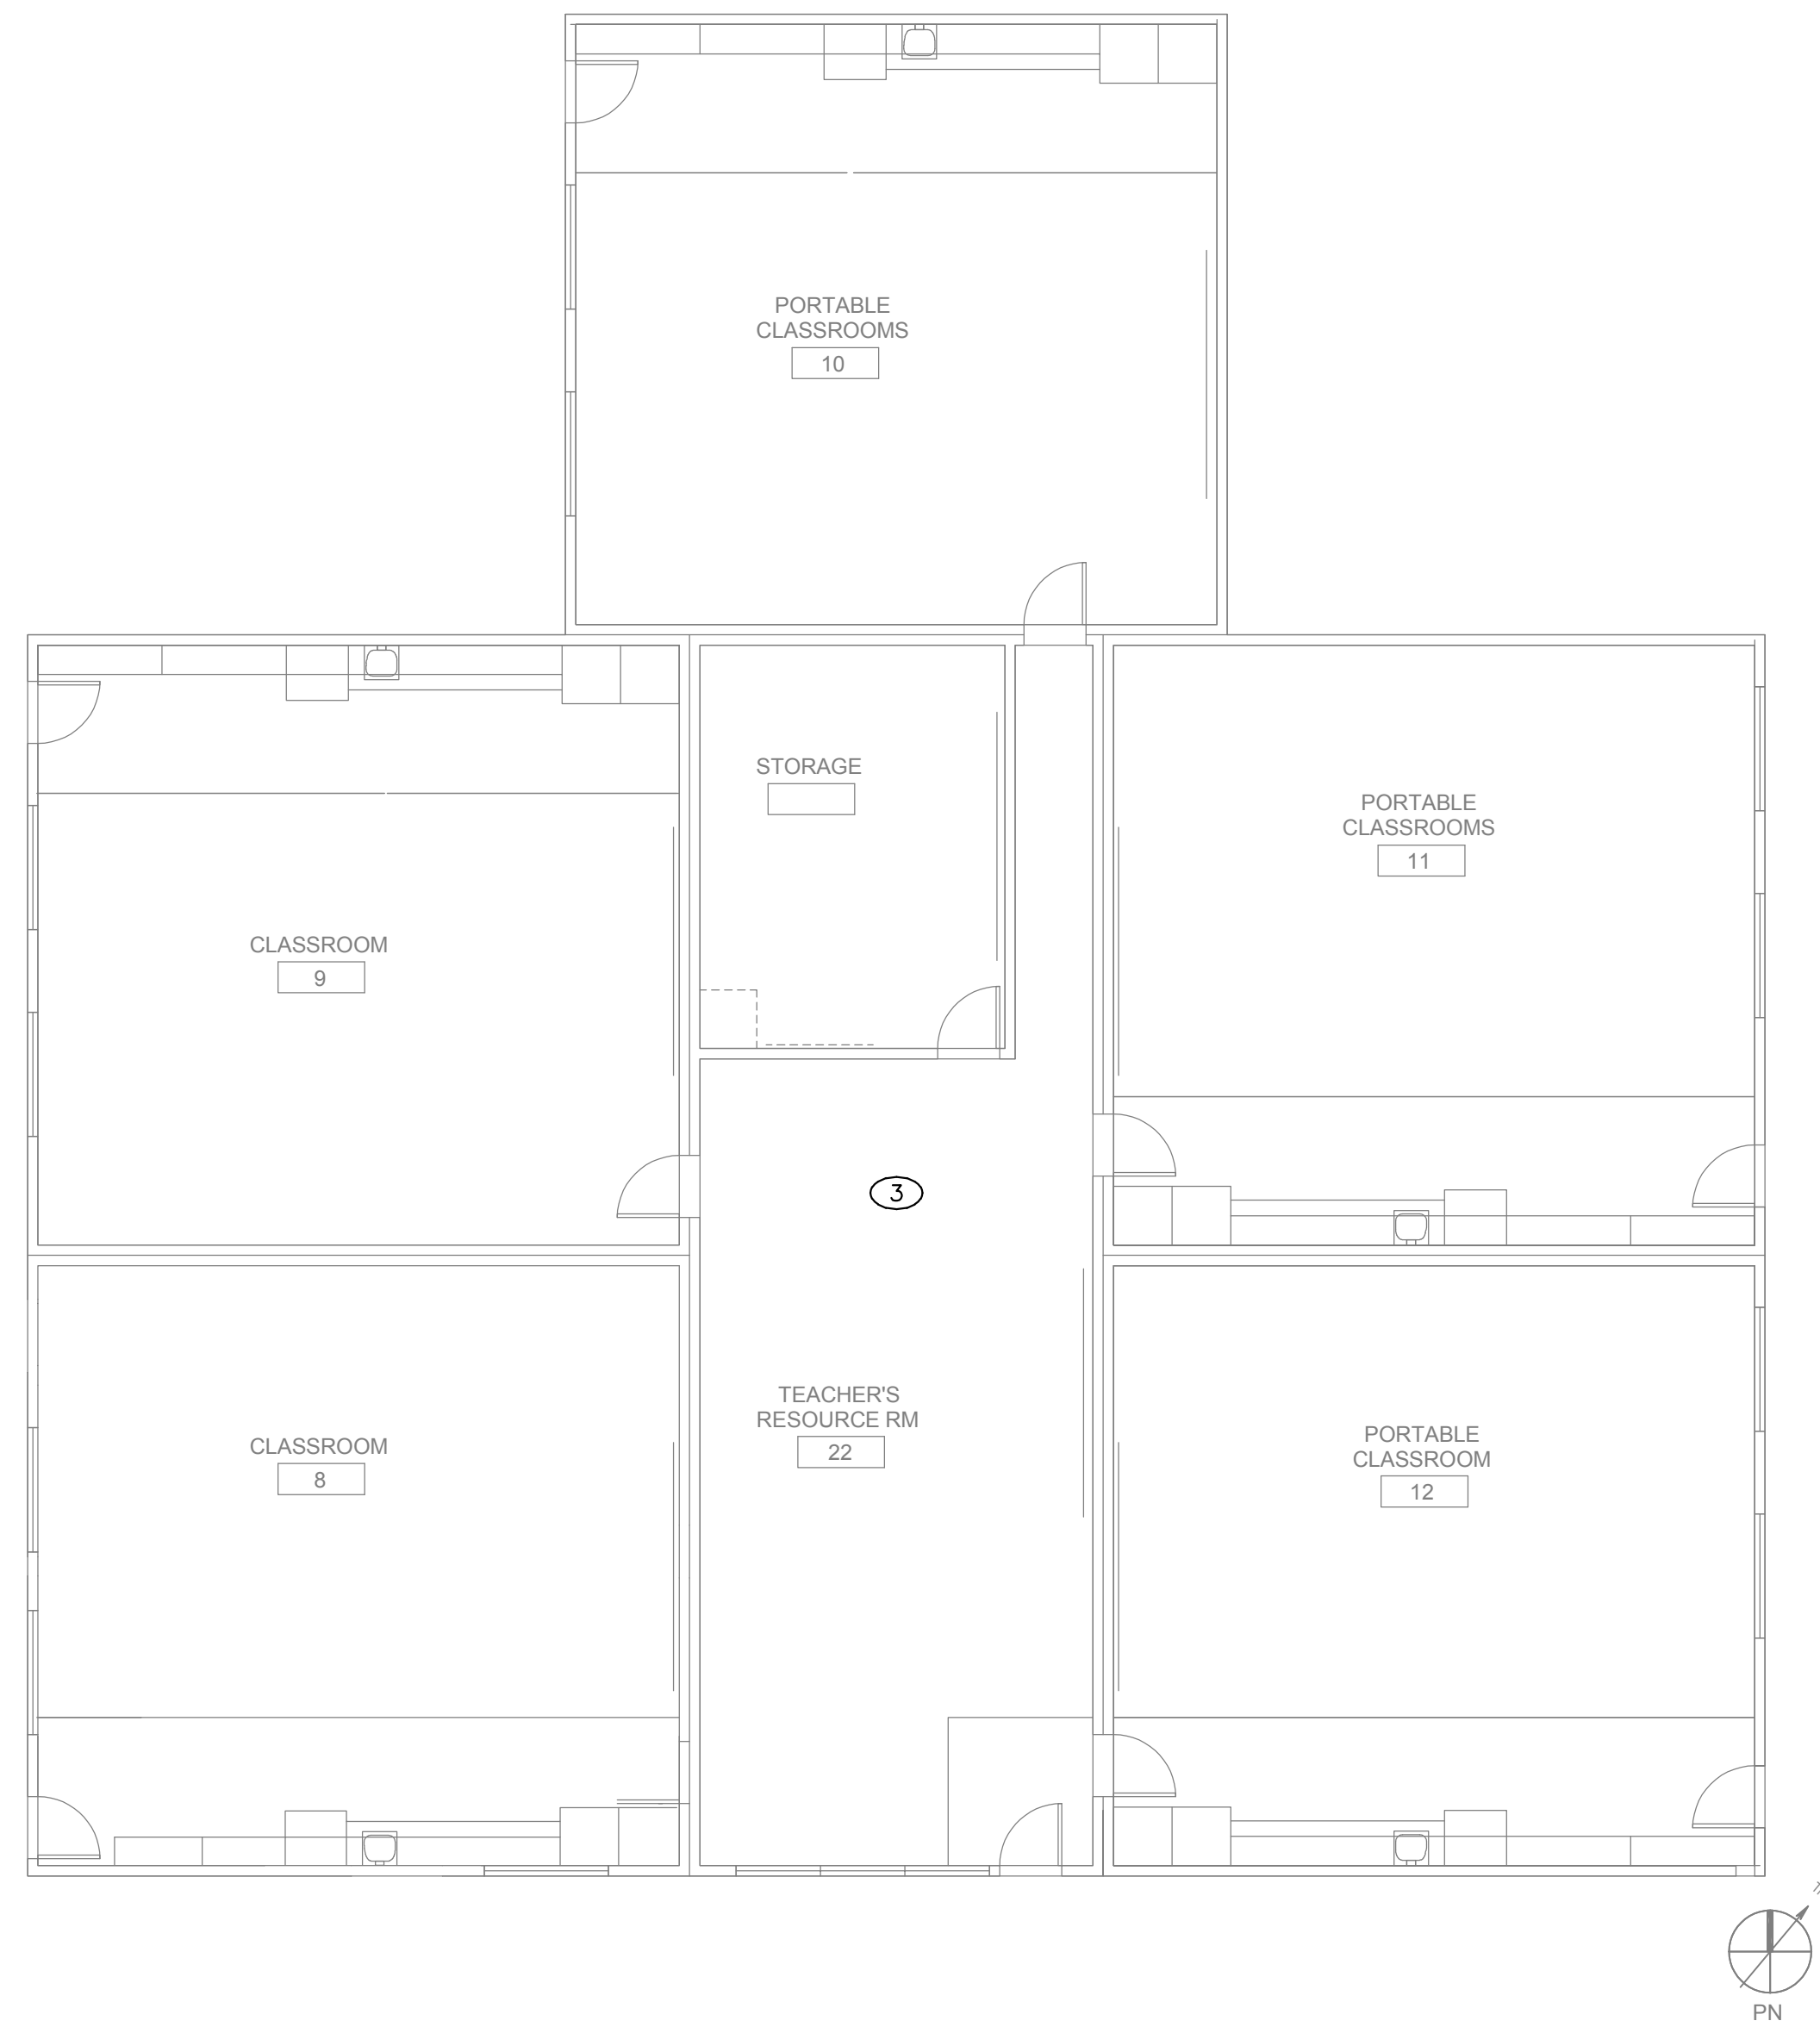 PORTABLE
CLASSROOMS
10
STORAGE
PORTABLE
CLASSROOMS
11
CLASSROOM
9
3
TEACHER'S
RESOURCE RM
22
CLASSROOM
8
PORTABLE
CLASSROOM
12
PN